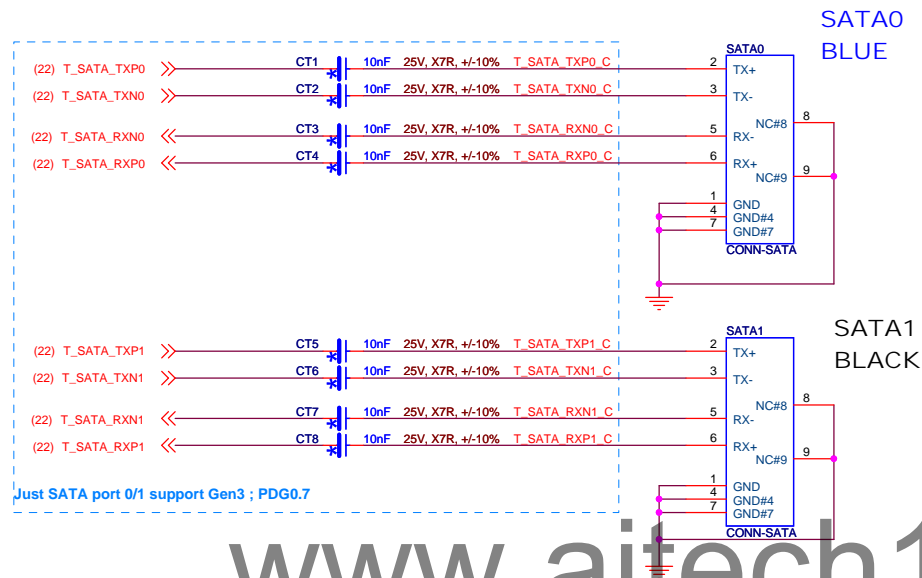 SATA0
BLUE
SATA0
(22) T_SATA_TXP0 CT1 10nF 25V, X7R, +/-10% T_SATA_TXP0_C 2 TX+
(22) T_SATA_TXN0 CT2 10nF 25V, X7R, +/-10% T_SATA_TXN0_C 3 TX-
NC#8 8
(22) T_SATA_RXN0 CT3 10nF 25V, X7R, +/-10% T_SATA_RXN0_C 5 RX-
(22) T_SATA_RXP0 CT4 10nF 25V, X7R, +/-10% T_SATA_RXP0_C 6 RX+
NC#9 9
1 GND
4 GND#4
7 GND#7
CONN-SATA
SATA1
BLACK
SATA1
(22) T_SATA_TXP1 CT5 10nF 25V, X7R, +/-10% T_SATA_TXP1_C 2 TX+
(22) T_SATA_TXN1 CT6 10nF 25V, X7R, +/-10% T_SATA_TXN1_C 3 TX-
NC#8 8
(22) T_SATA_RXN1 CT7 10nF 25V, X7R, +/-10% T_SATA_RXN1_C 5 RX-
(22) T_SATA_RXP1 CT8 10nF 25V, X7R, +/-10% T_SATA_RXP1_C 6 RX+
NC#9 9
1 GND
4 GND#4
7 GND#7
CONN-SATA
Just SATA port 0/1 support Gen3 ; PDG0.7
www.aitech1